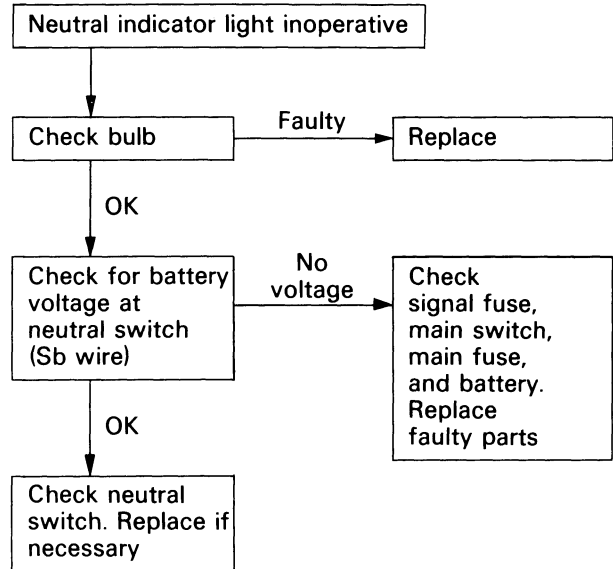 Neutral indicator light inoperative
Check bulb
Faulty
Replace
OK
Check for battery
voltage at
neutral switch
(Sb wire)
No
voltage
Check
signal fuse,
main switch,
main fuse,
and battery.
Replace
faulty parts
OK
Check neutral
switch. Replace if
necessary